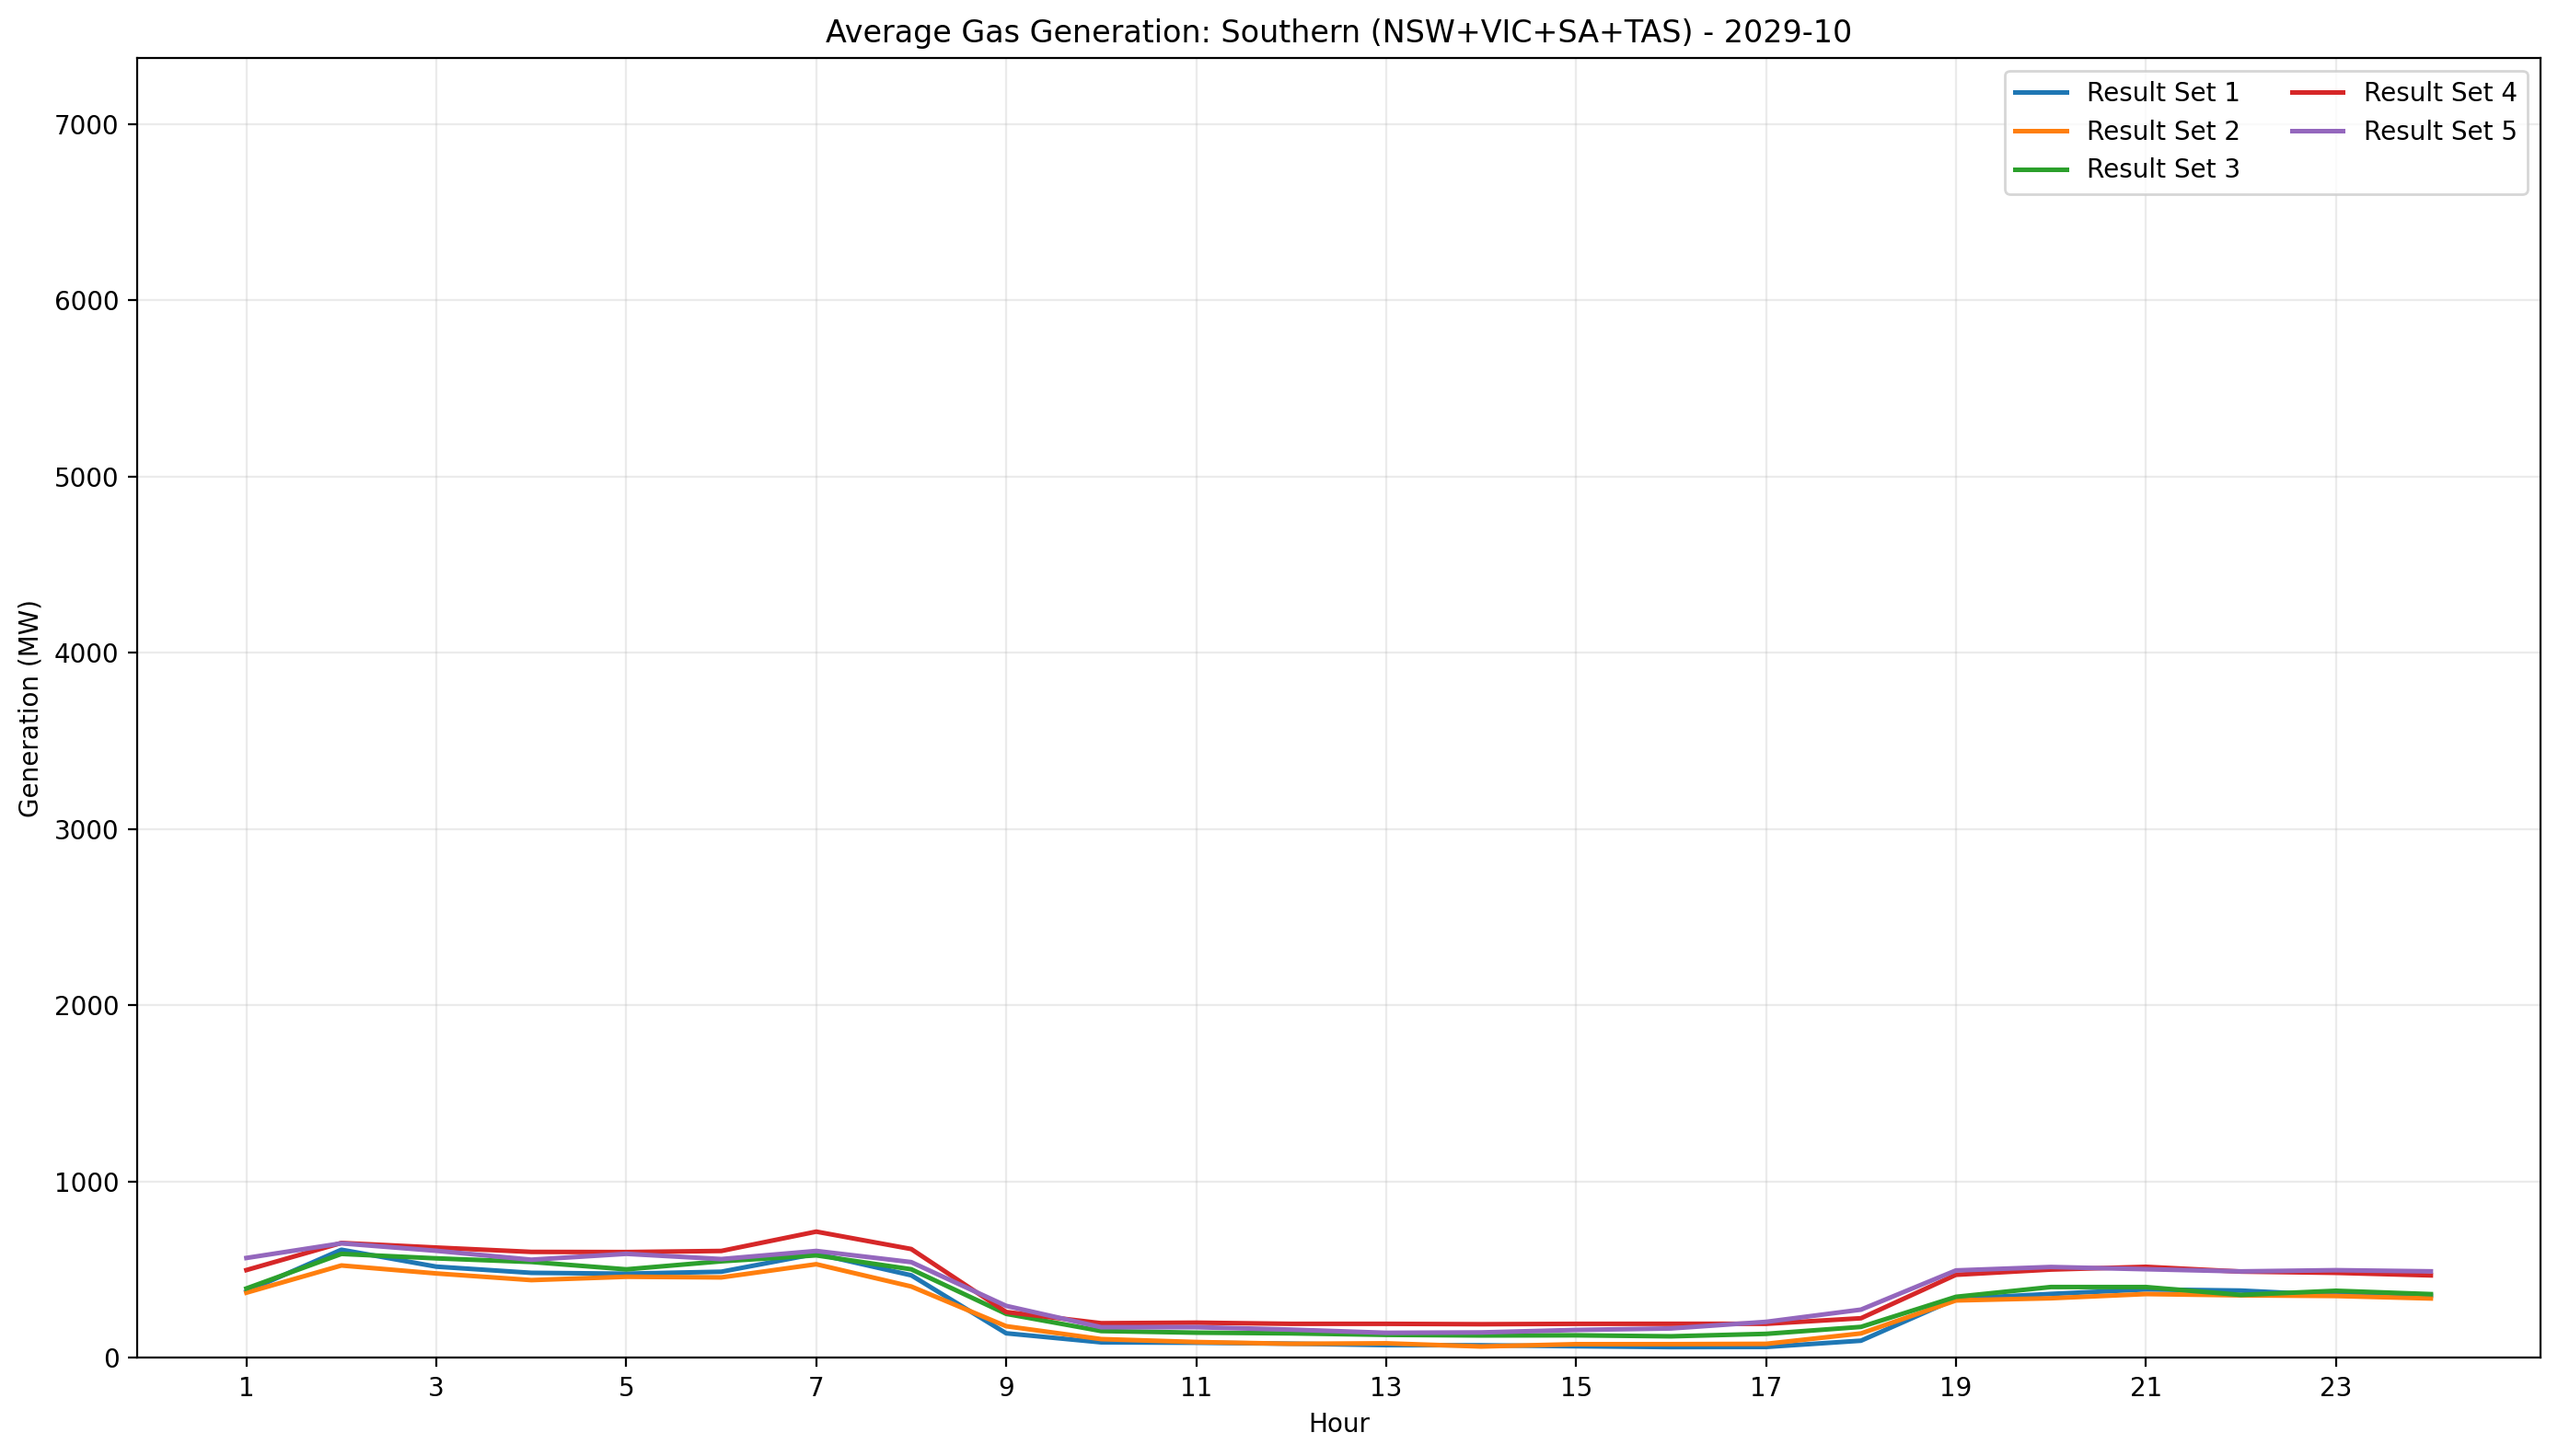 Average Gas Generation: Southern (NSW+VIC+SA+TAS) - 2029-10
Result Set 1
Result Set 2
Result Set 3
Result Set 4
Result Set 5
Generation (MW)
7000
6000
5000
4000
3000
2000
1000
0
1 3 5 7 9 11 13 15 17 19 21 23
Hour